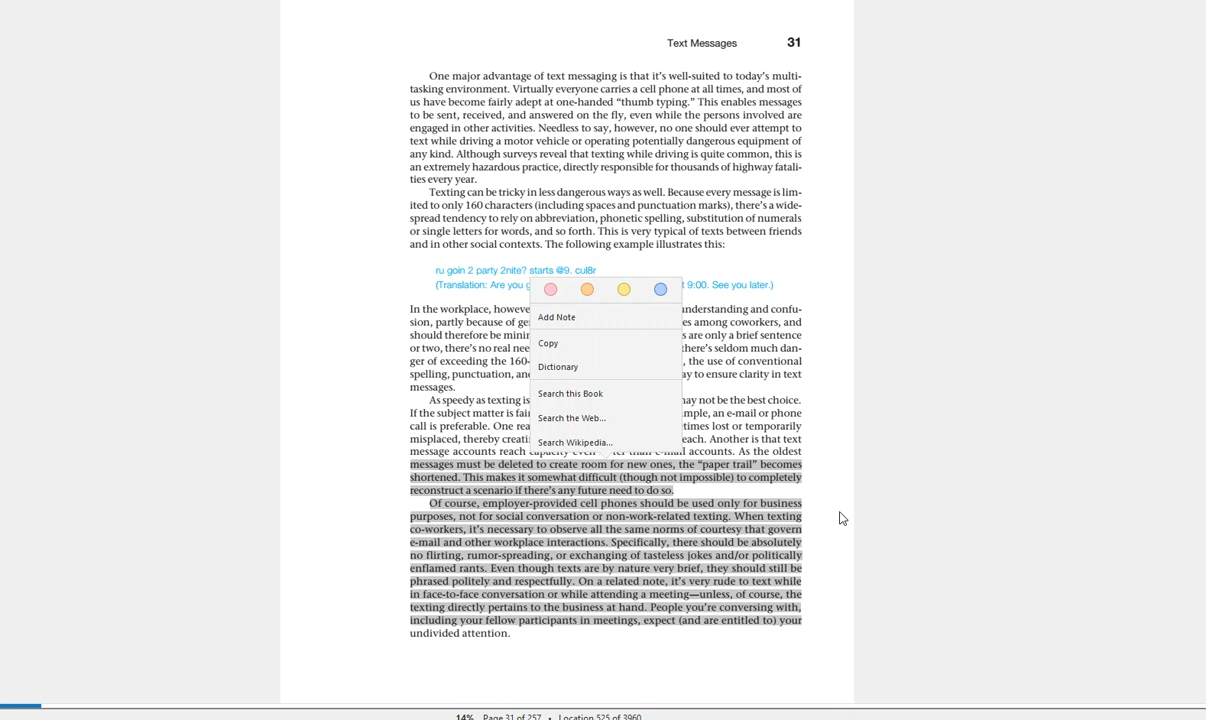 Text Messages 31
One major advantage of text messaging is that it's well-suited to today's multi-
tasking environment. Virtually everyone carries a cell phone at all times, and most of
us have become fairly adept at one-handed “thumb typing.” This enables messages
to be sent, received, and answered on the fly, even while the persons involved are
engaged in other activities. Needless to say, however, no one should ever attempt to
text while driving a motor vehicle or operating potentially dangerous equipment of
any kind. Although surveys reveal that texting while driving is quite common, this is
an extremely hazardous practice, directly responsible for thousands of highway fatali-
ties every year.
Texting can be tricky in less dangerous ways as well. Because every message is lim-
ited to only 160 characters (including spaces and punctuation marks), there's a wide-
spread tendency to rely on abbreviation, phonetic spelling, substitution of numerals
or single letters for words, and so forth. This is very typical of texts between friends
and in other social contexts. The following example illustrates this:
ru goin 2 party 2nite? starts @9. cul8r
(Translation: Are you g 9:00. See you later.)
In the workplace, howeve understanding and confu-
sion, partly because of ge es among coworkers, and
should therefore be minin s are only a brief sentence
or two, there's no real nee there's seldom much dan-
ger of exceeding the 160- , the use of conventional
spelling, punctuation, and ay to ensure clarity in text
messages.
As speedy as texting is may not be the best choice.
If the subject matter is fair mple, an e-mail or phone
call is preferable. One rea times lost or temporarily
misplaced, thereby creati reach. Another is that text
message accounts reach capacity even ter than e-mail accounts. As the oldest
messages must be deleted to create room for new ones, the “paper trail” becomes
shortened. This makes it somewhat difficult (though not impossible) to completely
reconstruct a scenario if there's any future need to do so.
Of course, employer-provided cell phones should be used only for business
purposes, not for social conversation or non-work-related texting. When texting
co-workers, it's necessary to observe all the same norms of courtesy that govern
e-mail and other workplace interactions. Specifically, there should be absolutely
no flirting, rumor-spreading, or exchanging of tasteless jokes and/or politically
enflamed rants. Even though texts are by nature very brief, they should still be
phrased politely and respectfully. On a related note, it's very rude to text while
in face-to-face conversation or while attending a meeting—unless, of course, the
texting directly pertains to the business at hand. People you're conversing with,
including your fellow participants in meetings, expect (and are entitled to) your
undivided attention.
Add Note
Copy
Dictionary
Search this Book
Search the Web...
Search Wikipedia...
14% Page 31 of 257 • Location 525 of 3960